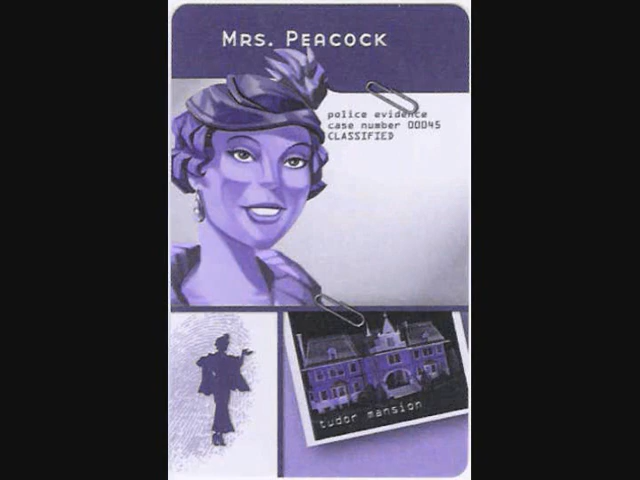 Mrs. Peacock
police evidence
case number 00045
CLASSIFIED
tudor mansion